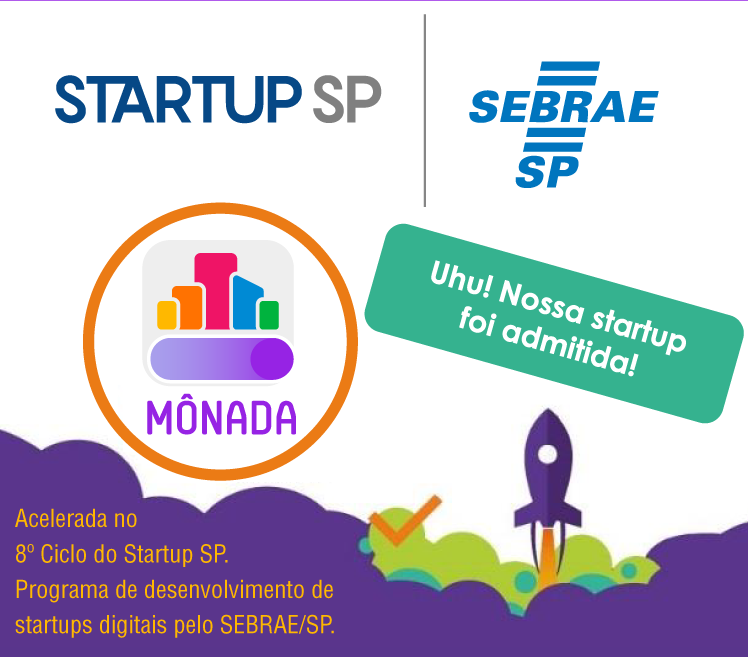 STARTUP SP
SEBRAE
SP
Uhu! Nossa startup
foi admitida!
MÔNADA
Acelerada no
8º Ciclo do Startup SP.
Programa de desenvolvimento de
startups digitais pelo SEBRAE/SP.